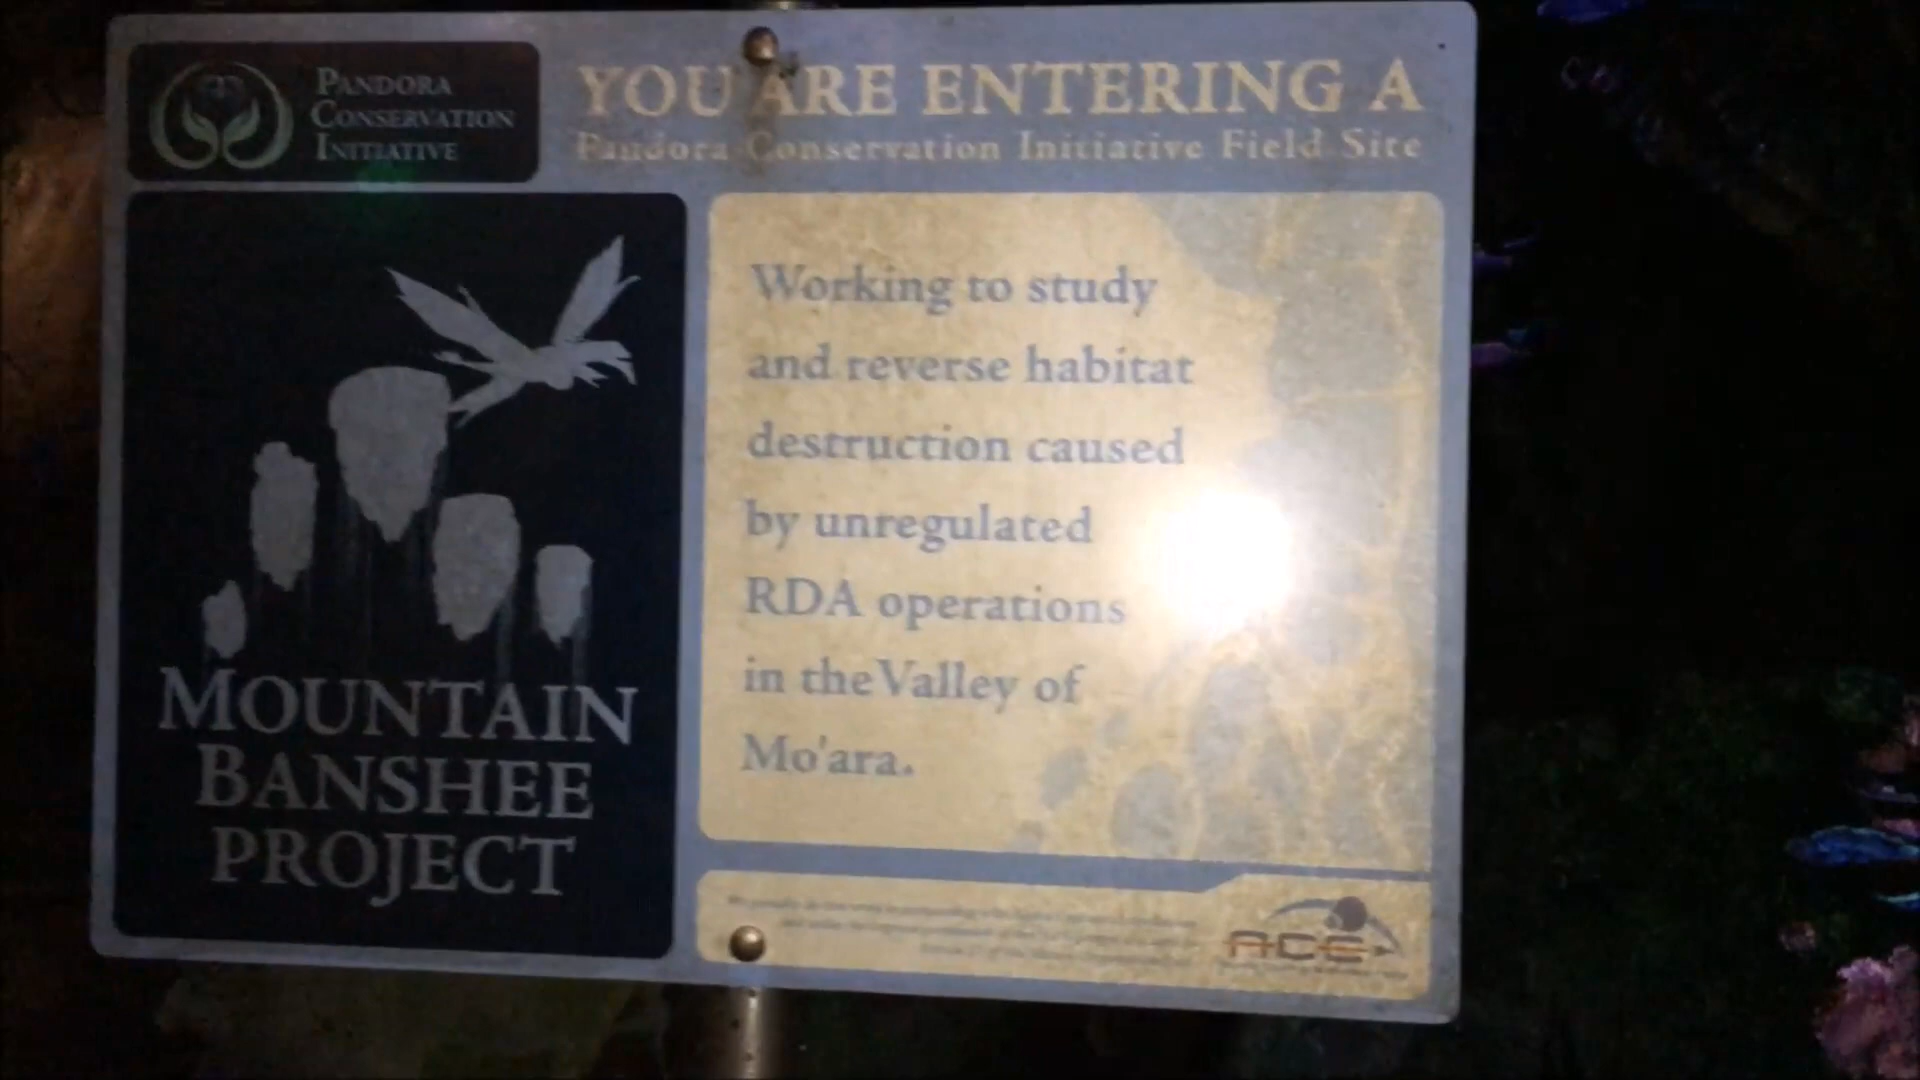 PANDORA
CONSERVATION
INITIATIVE
YOU ARE ENTERING A
Pandora Conservation Initiative Field Site
Working to study
and reverse habitat
destruction caused
by unregulated
RDA operations
in the Valley of
Mo'ara.
MOUNTAIN
BANSHEE
PROJECT
ACE